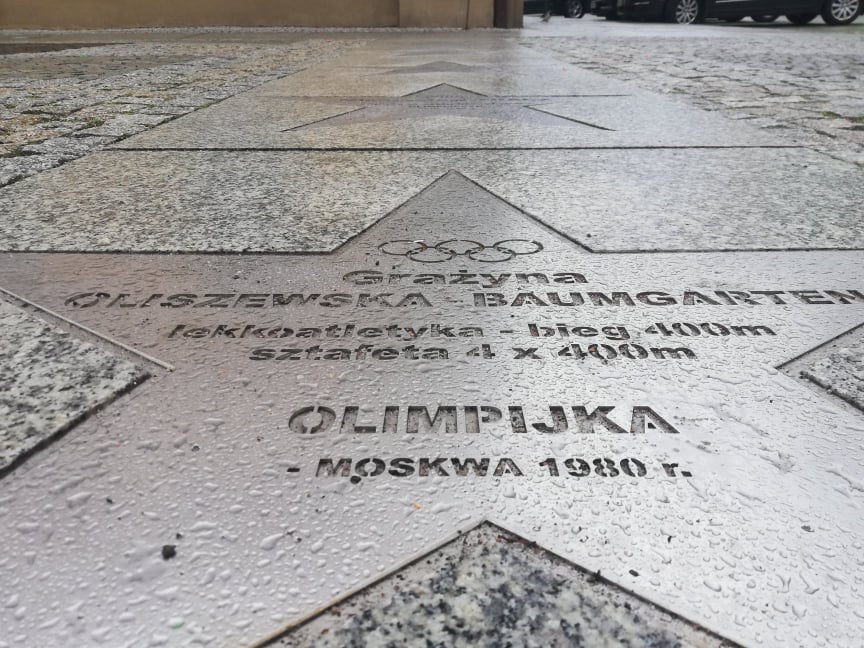 Grażyna
OLISZEWSKA - BAUMGARTEN
lekkoatletyka - bieg 400m
sztafeta 4 x 400m
OLIMPIJKA
- MOSKWA 1980 r.